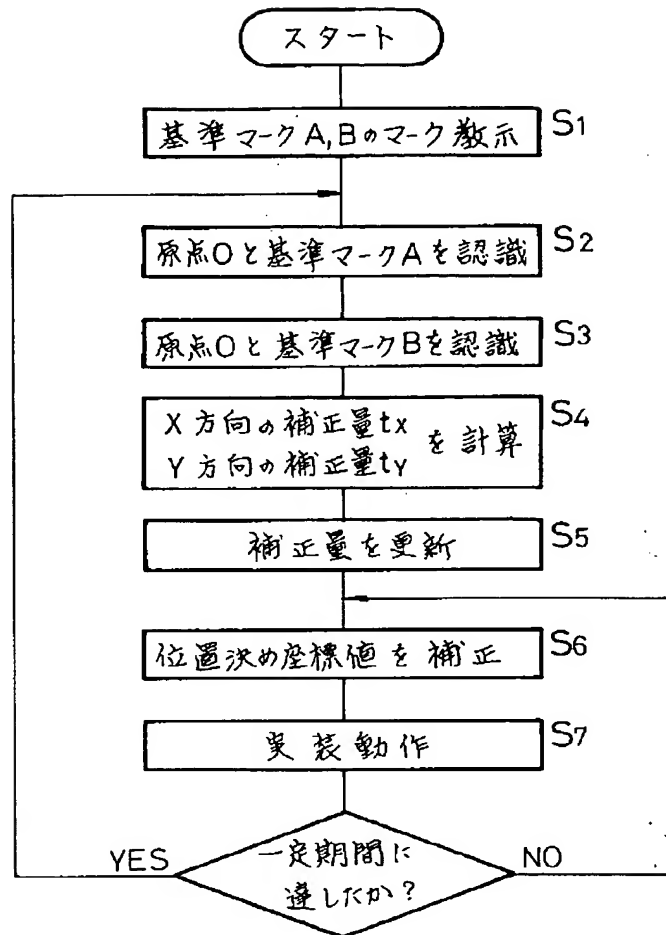 スタート
基準マークA,Bのマーク教示 S1
原点Oと基準マークAを認識 S2
原点Oと基準マークBを認識 S3
X方向の補正量tx
Y方向の補正量ty
を計算 S4
補正量を更新 S5
位置決め座標値を補正 S6
実装動作 S7
YES
一定期間に
達したか?
NO